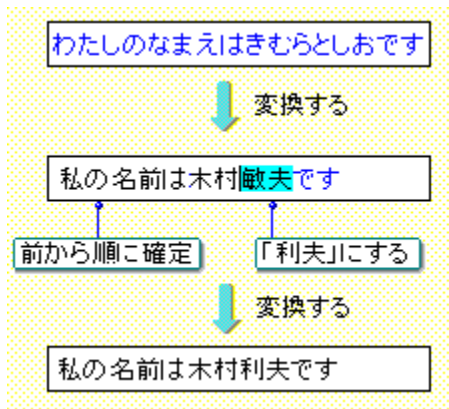 わたしのなまえはきむらとしおです
変換する
私の名前は木村敏夫です
前から順に確定
「利夫」にする
変換する
私の名前は木村利夫です